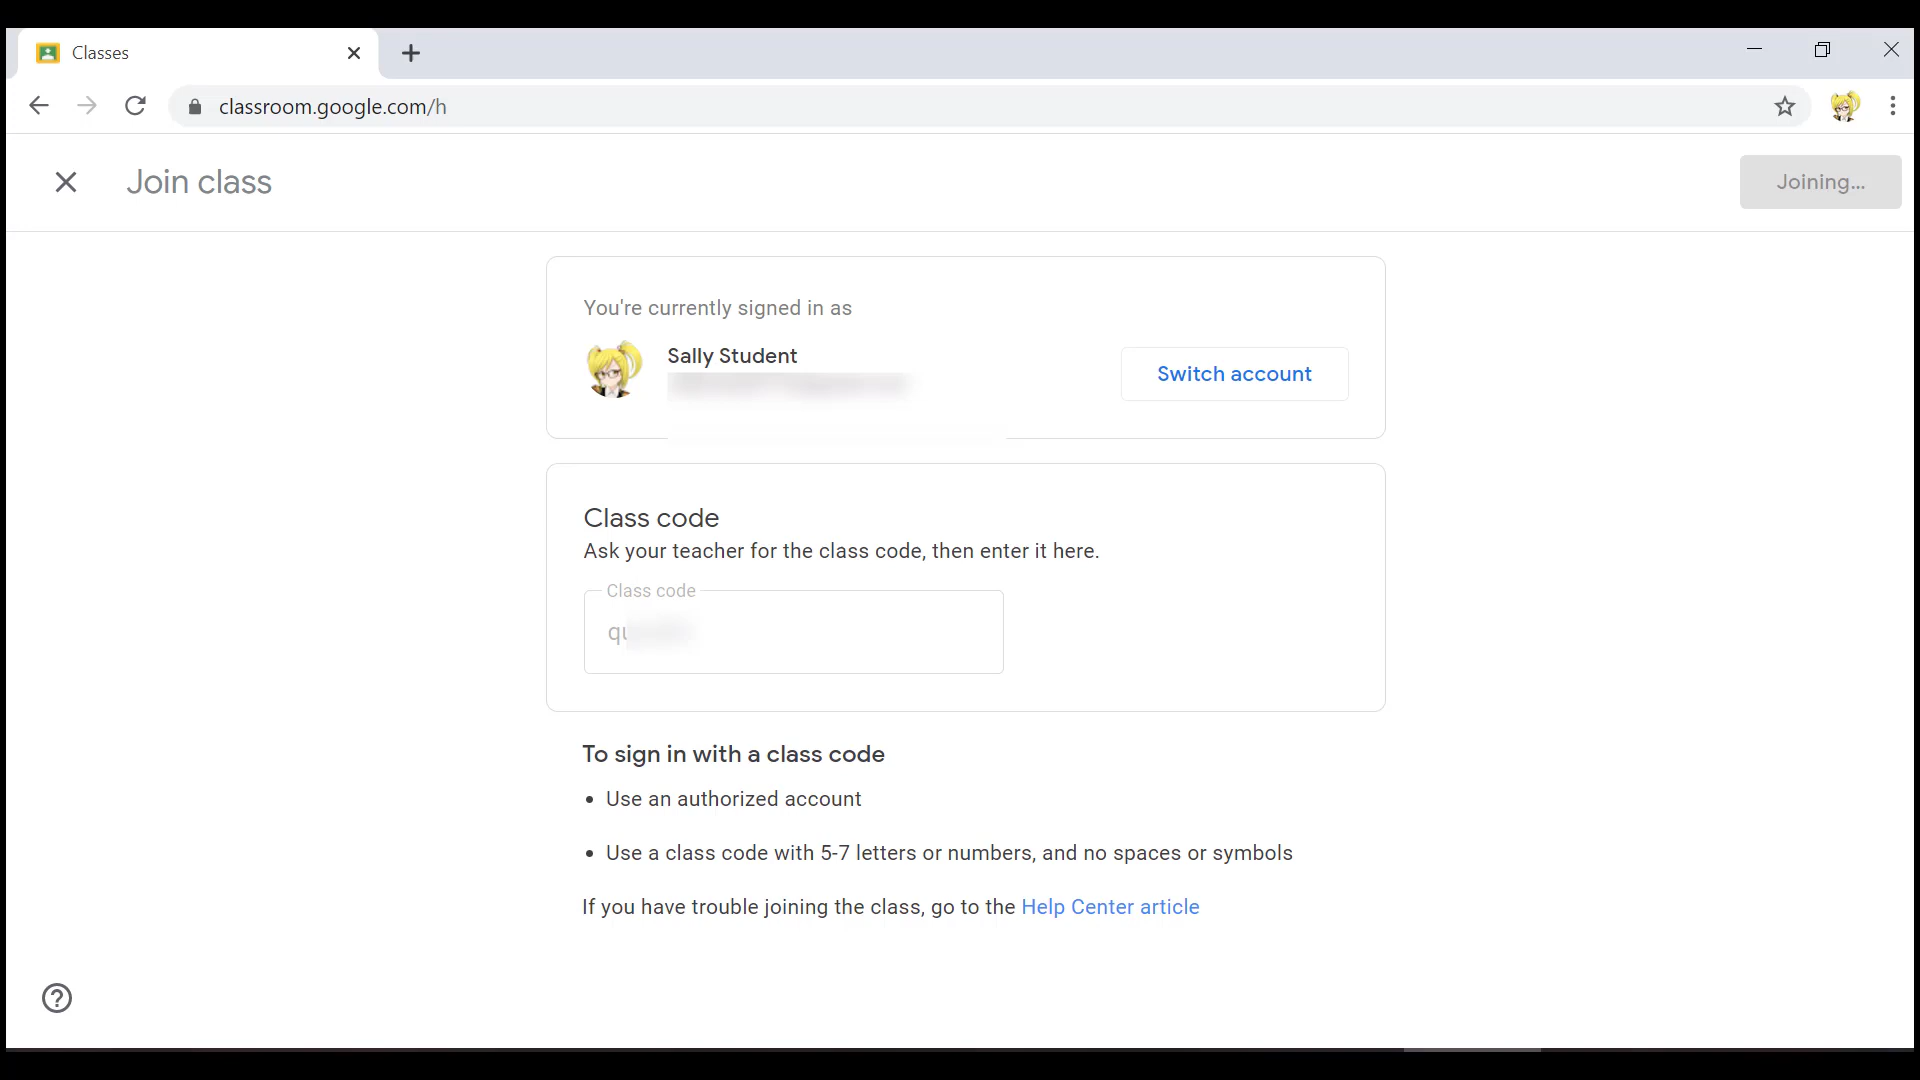 Classes
classroom.google.com/h
Join class
Joining...
You're currently signed in as
Sally Student
Switch account
Class code
Ask your teacher for the class code, then enter it here.
Class code
To sign in with a class code
Use an authorized account
Use a class code with 5-7 letters or numbers, and no spaces or symbols
If you have trouble joining the class, go to the Help Center article